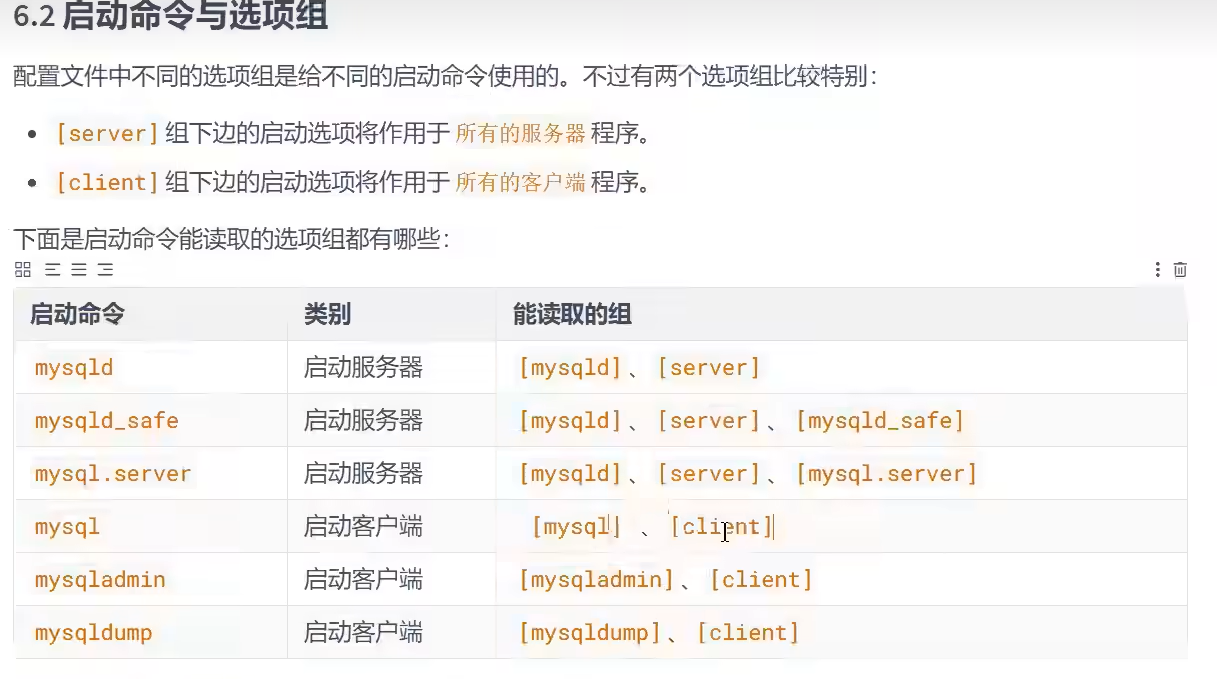 6.2 启动命令与选项组
配置文件中不同的选项组是给不同的启动命令使用的。不过有两个选项组比较特别：
• [server] 组下边的启动选项将作用于 所有的服务器 程序。
• [client] 组下边的启动选项将作用于 所有的客户端 程序。
下面是启动命令能读取的选项组都有哪些：
启动命令 类别 能读取的组
mysqld 启动服务器 [mysqld]、[server]
mysqld_safe 启动服务器 [mysqld]、[server]、[mysqld_safe]
mysql.server 启动服务器 [mysqld]、[server]、[mysql.server]
mysql 启动客户端 [mysql]、[client]
mysqladmin 启动客户端 [mysqladmin]、[client]
mysqldump 启动客户端 [mysqldump]、[client]